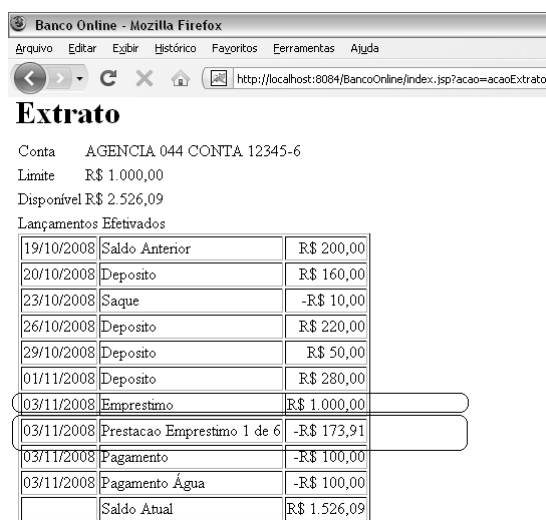 Banco Online - Mozilla Firefox
Arquivo Editar Exibir Histórico Favoritos Ferramentas Ajuda
http://localhost:8084/BancoOnline/index.jsp?acao=acaoExtrato
Extrato
Conta AGENCIA 044 CONTA 12345-6
Limite R$ 1.000,00
Disponível R$ 2.526,09
Lançamentos Efetivados
19/10/2008 Saldo Anterior R$ 200,00
20/10/2008 Deposito R$ 160,00
23/10/2008 Saque -R$ 10,00
26/10/2008 Deposito R$ 220,00
29/10/2008 Deposito R$ 50,00
01/11/2008 Deposito R$ 280,00
03/11/2008 Emprestimo R$ 1.000,00
03/11/2008 Prestacao Emprestimo 1 de 6 -R$ 173,91
03/11/2008 Pagamento -R$ 100,00
03/11/2008 Pagamento Água -R$ 100,00
Saldo Atual R$ 1.526,09